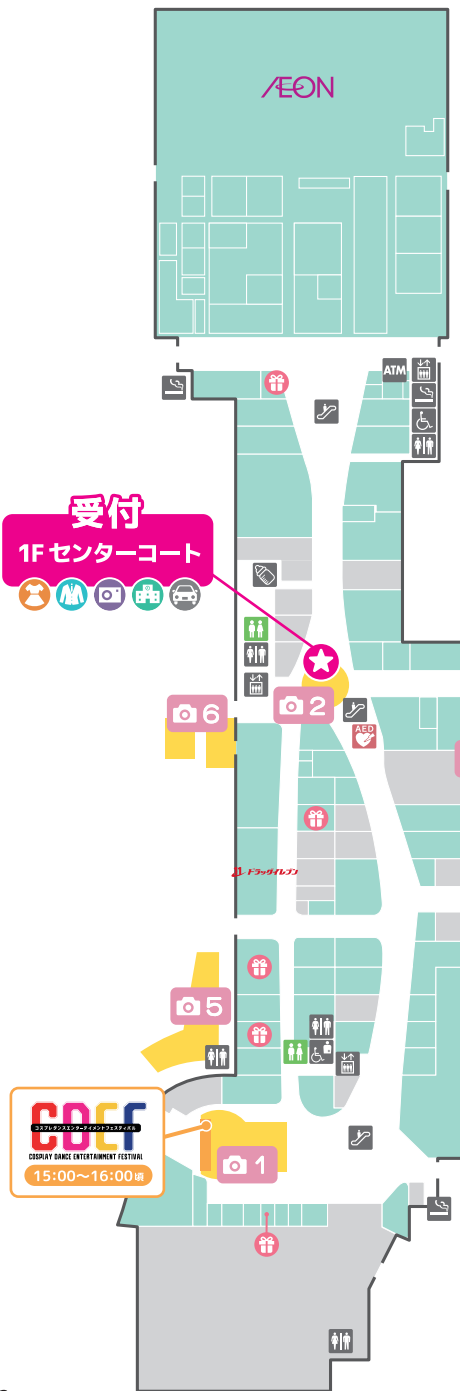 ÆON
ATM
受付
1F センターコート
6
2
AED
ドラッグイレブン
5
CDEF
コスプレダンスエンターテイメントフェスティバル
COSPLAY DANCE ENTERTAINMENT FESTIVAL
15:00～16:00頃
1